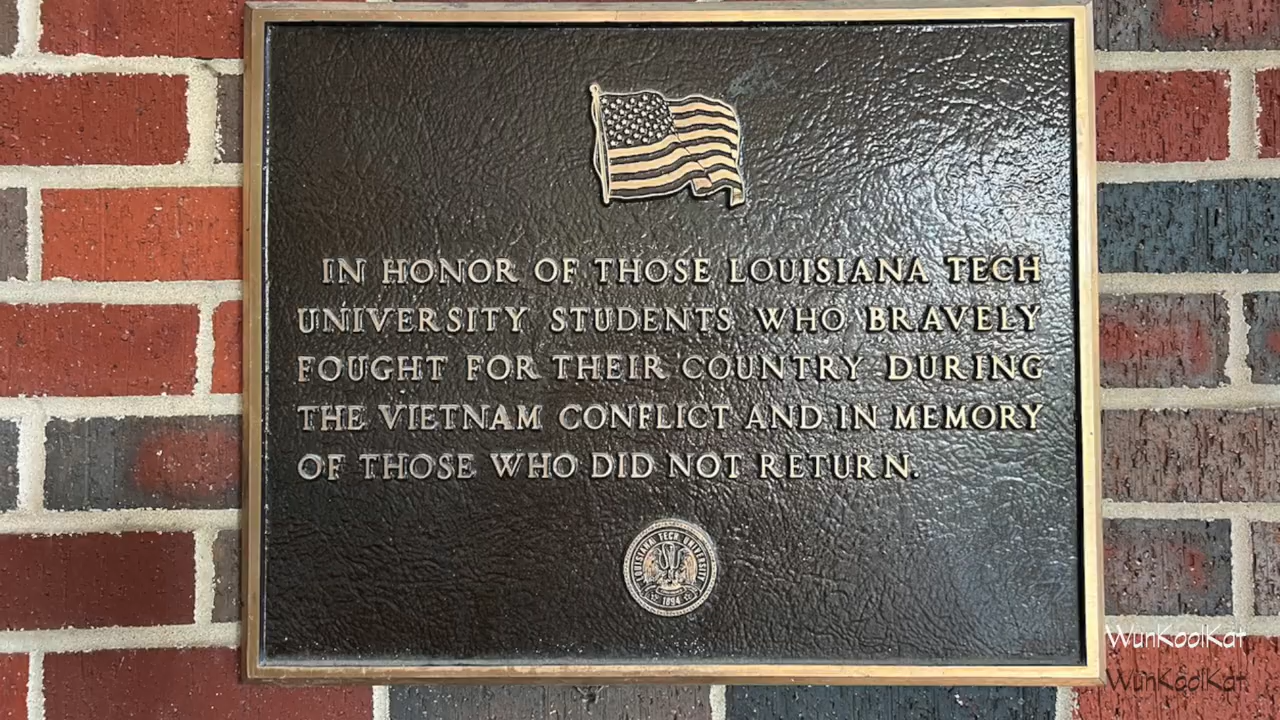 IN HONOR OF THOSE LOUISIANA TECH
UNIVERSITY STUDENTS WHO BRAVELY
FOUGHT FOR THEIR COUNTRY DURING
THE VIETNAM CONFLICT AND IN MEMORY
OF THOSE WHO DID NOT RETURN.
LOUISIANA TECH UNIVERSITY
1894
WunKoolKat
WunKoolKat